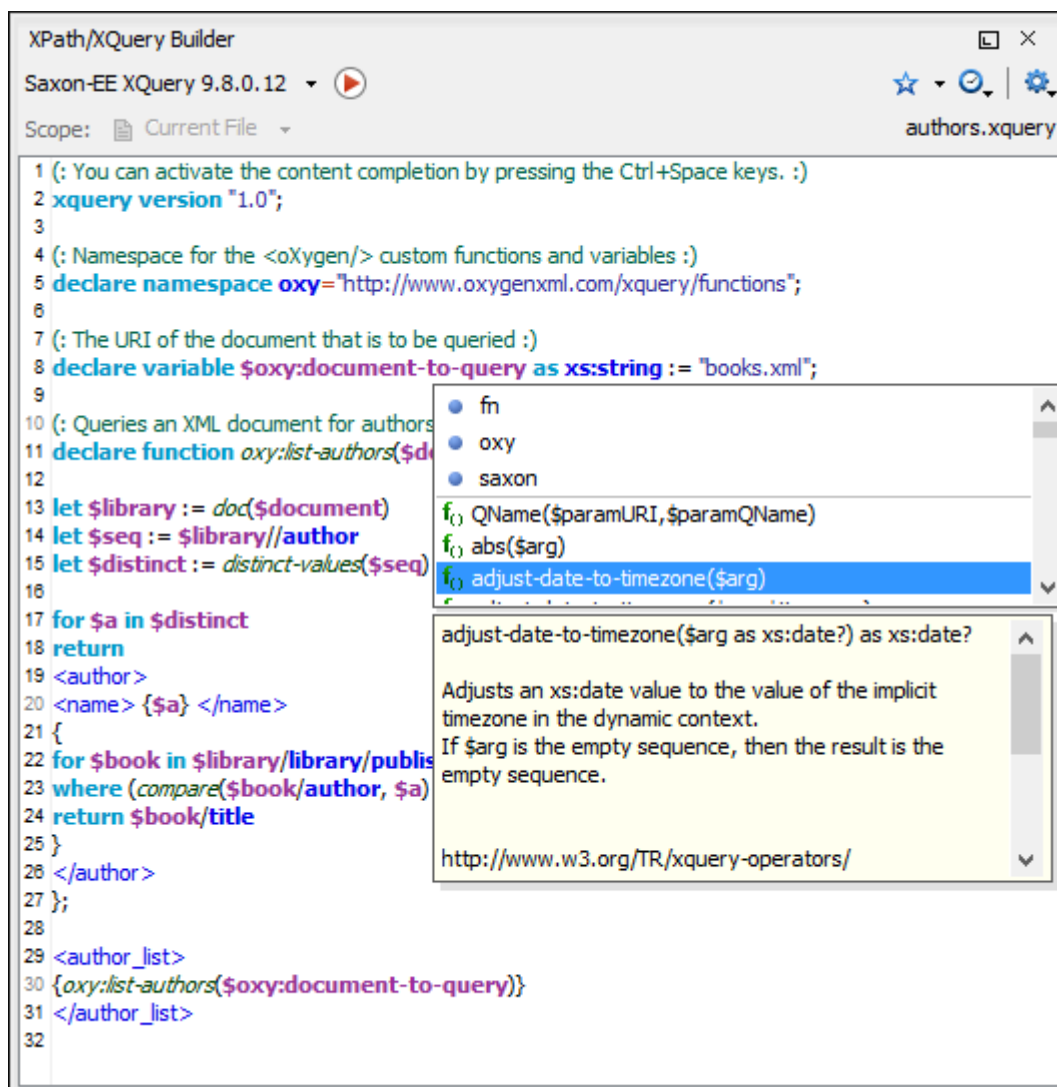 XPath/XQuery Builder
Saxon-EE XQuery 9.8.0.12
Scope: Current File
authors.xquery
1 (: You can activate the content completion by pressing the Ctrl+Space keys. :)
2 xquery version "1.0";
3
4 (: Namespace for the <oXygen/> custom functions and variables :)
5 declare namespace oxy="http://www.oxygenxml.com/xquery/functions";
6
7 (: The URI of the document that is to be queried :)
8 declare variable $oxy:document-to-query as xs:string := "books.xml";
9
10 (: Queries an XML document for authors
11 declare function oxy:list-authors($do
12
13 let $library := doc($document)
14 let $seq := $library//author
15 let $distinct := distinct-values($seq)
16
17 for $a in $distinct
18 return
19 <author>
20 <name> {$a} </name>
21 {
22 for $book in $library/library/publis
23 where (compare($book/author, $a)
24 return $book/title
25 }
26 </author>
27 };
28
29 <author_list>
30 {oxy:list-authors($oxy:document-to-query)}
31 </author_list>
32
fn
oxy
saxon
f() QName($paramURI,$paramQName)
f() abs($arg)
f() adjust-date-to-timezone($arg)
adjust-date-to-timezone($arg as xs:date?) as xs:date?
Adjusts an xs:date value to the value of the implicit
timezone in the dynamic context.
If $arg is the empty sequence, then the result is the
empty sequence.
http://www.w3.org/TR/xquery-operators/